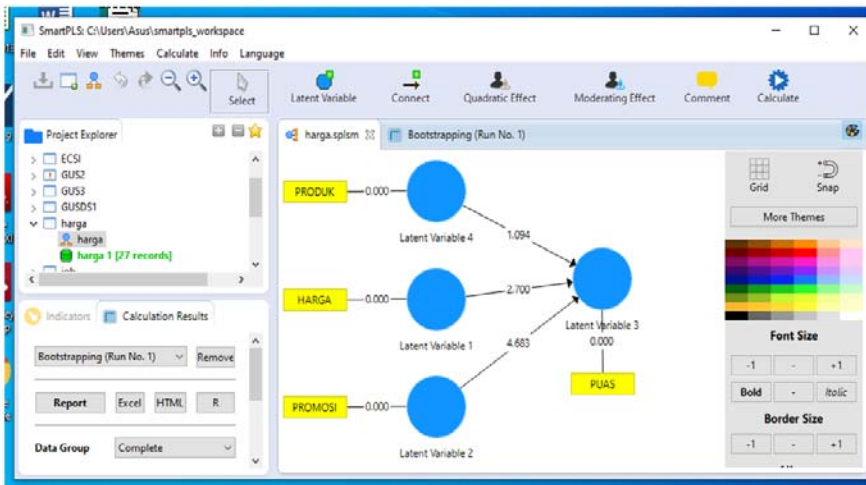 SmartPLS: C:\Users\Asus\smartpls_workspace
File Edit View Themes Calculate Info Language
Select
Latent Variable
Connect
Quadratic Effect
Moderating Effect
Comment
Calculate
Project Explorer
ECSI
GUS2
GUS3
GUSDS1
harga
harga
harga 1 [27 records]
Indicators
Calculation Results
Bootstrapping (Run No. 1)
Remove
Report
Excel
HTML
R
Data Group
Complete
harga.splsm
Bootstrapping (Run No. 1)
PRODUK
0.000
Latent Variable 4
1.094
HARGA
0.000
Latent Variable 1
2.700
PROMOSI
0.000
Latent Variable 2
4.683
Latent Variable 3
0.000
PUAS
Grid
Snap
More Themes
Font Size
-1
-
+1
Bold
-
Italic
Border Size
-1
-
+1